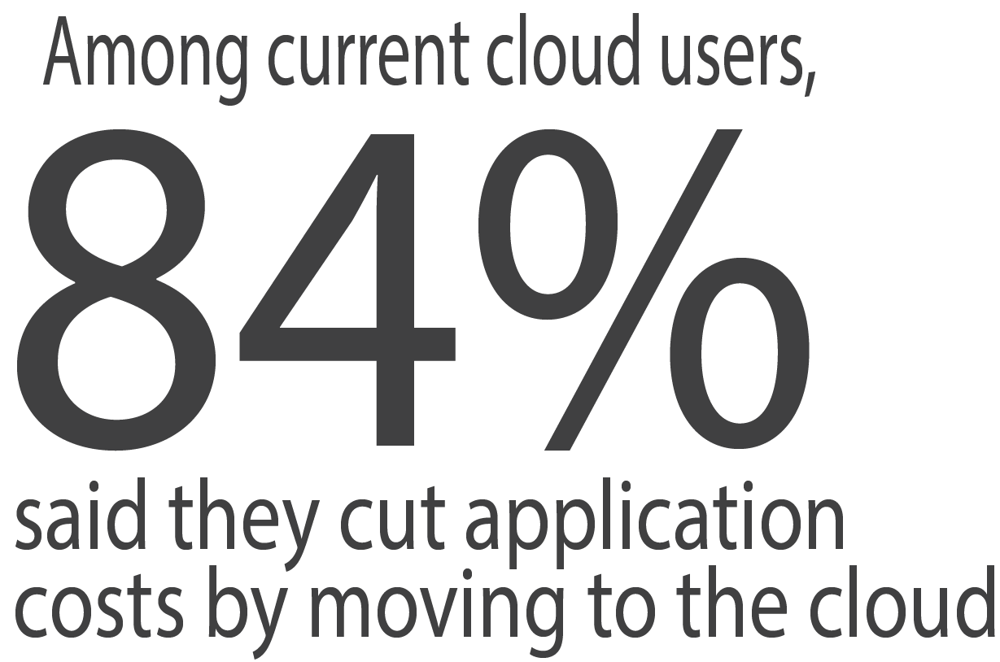 Among current cloud users,
84%
said they cut application
costs by moving to the cloud